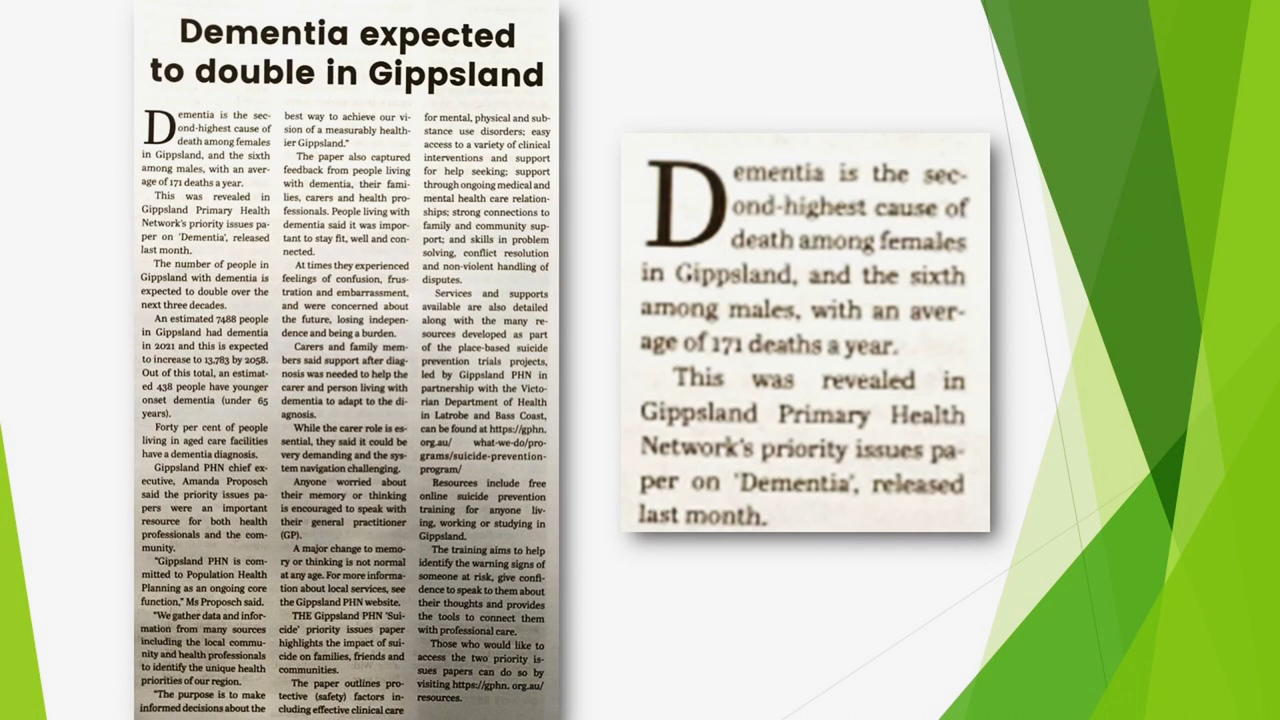 Dementia expected
to double in Gippsland
Dementia is the sec-
ond-highest cause of
death among females
in Gippsland, and the sixth
among males, with an aver-
age of 171 deaths a year.
This was revealed in
Gippsland Primary Health
Network's priority issues pa-
per on 'Dementia', released
last month.
The number of people in
Gippsland with dementia is
expected to double over the
next three decades.
An estimated 7488 people
in Gippsland had dementia
in 2021 and this is expected
to increase to 13,783 by 2058.
Out of this total, an estimat-
ed 438 people have younger
onset dementia (under 65
years).
Forty per cent of people
living in aged care facilities
have a dementia diagnosis.
Gippsland PHN chief ex-
ecutive, Amanda Proposch
said the priority issues pa-
pers were an important
resource for both health
professionals and the com-
munity.
"Gippsland PHN is com-
mitted to Population Health
Planning as an ongoing core
function," Ms Proposch said.
"We gather data and infor-
mation from many sources
including the local commu-
nity and health professionals
to identify the unique health
priorities of our region.
"The purpose is to make
informed decisions about the
best way to achieve our vi-
sion of a measurably health-
ier Gippsland."
The paper also captured
feedback from people living
with dementia, their fami-
lies, carers and health pro-
fessionals. People living with
dementia said it was impor-
tant to stay fit, well and con-
nected.
At times they experienced
feelings of confusion, frus-
tration and embarrassment,
and were concerned about
the future, losing indepen-
dence and being a burden.
Carers and family mem-
bers said support after diag-
nosis was needed to help the
carer and person living with
dementia to adapt to the di-
agnosis.
While the carer role is es-
sential, they said it could be
very demanding and the sys-
tem navigation challenging.
Anyone worried about
their memory or thinking
is encouraged to speak with
their general practitioner
(GP).
A major change to memo-
ry or thinking is not normal
at any age. For more informa-
tion about local services, see
the Gippsland PHN website.
THE Gippsland PHN 'Sui-
cide' priority issues paper
highlights the impact of sui-
cide on families, friends and
communities.
The paper outlines pro-
tective (safety) factors in-
cluding effective clinical care
for mental, physical and sub-
stance use disorders; easy
access to a variety of clinical
interventions and support
for help seeking; support
through ongoing medical and
mental health care relation-
ships; strong connections to
family and community sup-
port; and skills in problem
solving, conflict resolution
and non-violent handling of
disputes.
Services and supports
available are also detailed
along with the many re-
sources developed as part
of the place-based suicide
prevention trials projects,
led by Gippsland PHN in
partnership with the Victo-
rian Department of Health
in Latrobe and Bass Coast,
can be found at https://gphn.
org.au/ what-we-do/pro-
grams/suicide-prevention-
program/
Resources include free
online suicide prevention
training for anyone liv-
ing, working or studying in
Gippsland.
The training aims to help
identify the warning signs of
someone at risk, give confi-
dence to speak to them about
their thoughts and provides
the tools to connect them
with professional care.
Those who would like to
access the two priority is-
sues papers can do so by
visiting https://gphn. org.au/
resources.
Dementia is the sec-
ond-highest cause of
death among females
in Gippsland, and the sixth
among males, with an aver-
age of 171 deaths a year.
This was revealed in
Gippsland Primary Health
Network's priority issues pa-
per on 'Dementia', released
last month.